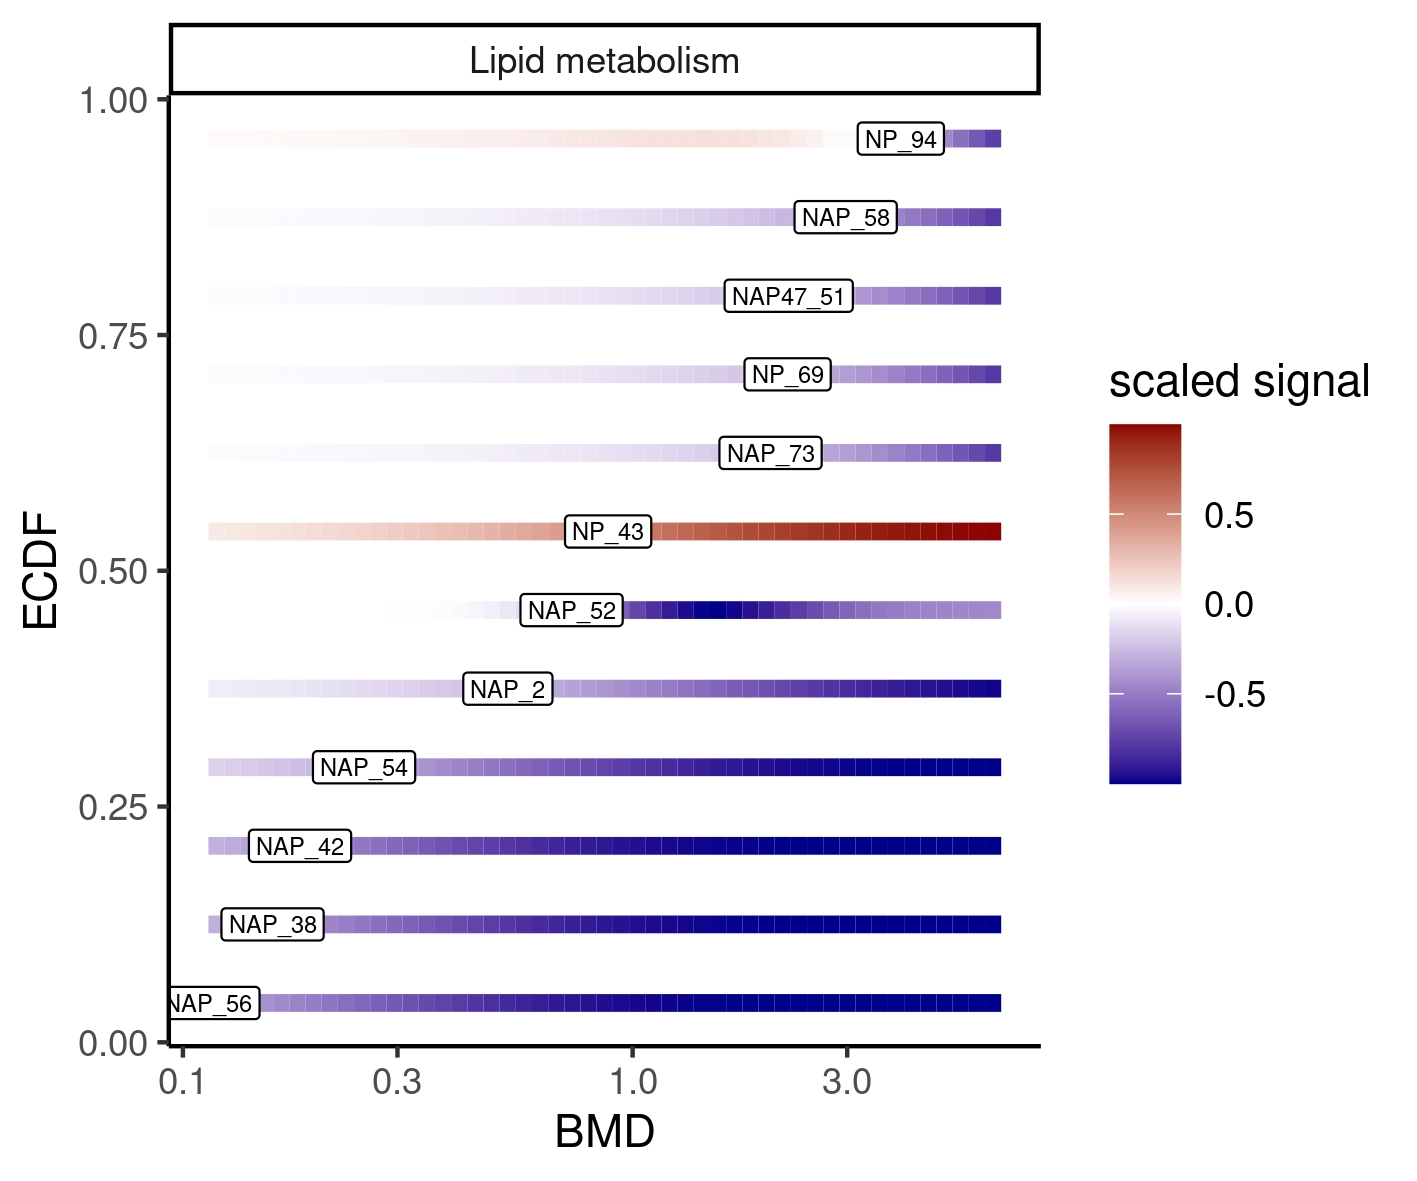 Lipid metabolism
1.00
0.75
0.50
0.25
0.00
ECDF
NP_94
NAP_58
NAP47_51
NP_69
NAP_73
NP_43
NAP_52
NAP_2
NAP_54
NAP_42
NAP_38
NAP_56
0.1 0.3 1.0 3.0
BMD
scaled signal
0.5
0.0
-0.5